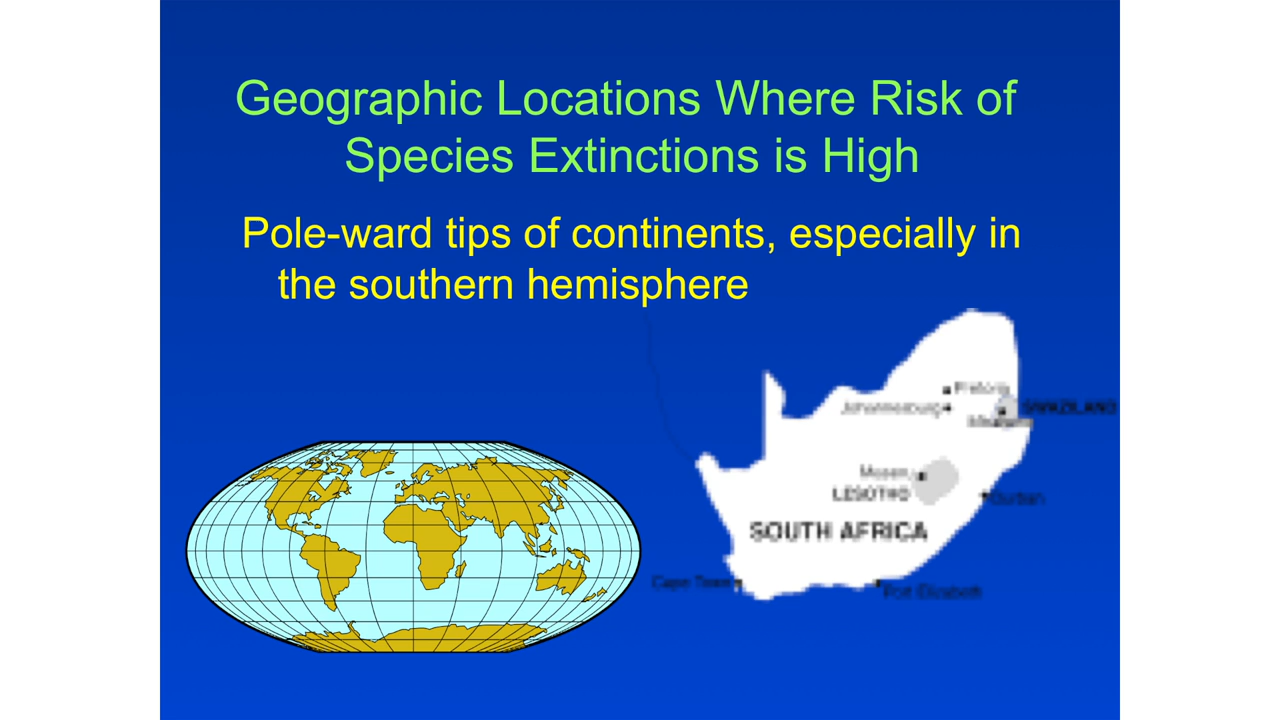 Geographic Locations Where Risk of
Species Extinctions is High
Pole-ward tips of continents, especially in
the southern hemisphere
Pretoria
Johannesburg
SWAZILAND
Maseru
LESOTHO
Durban
SOUTH AFRICA
Cape Town
Port Elizabeth